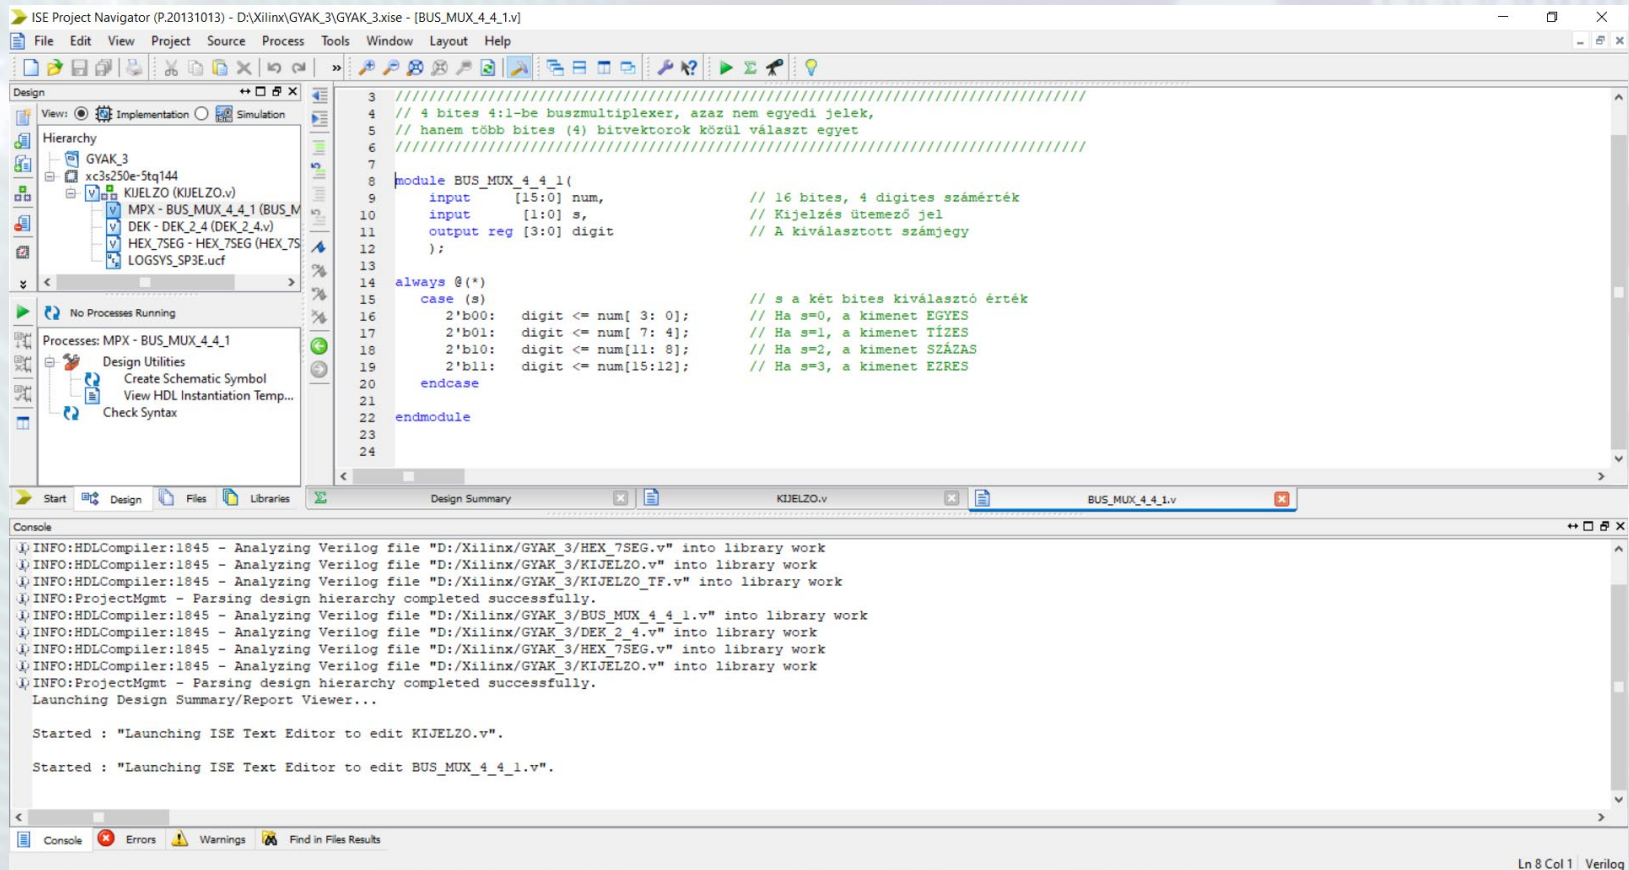 ISE Project Navigator (P.20131013) - D:\Xilinx\GYAK_3\GYAK_3.xise - [BUS_MUX_4_4_1.v]
File Edit View Project Source Process Tools Window Layout Help
Design
View: Implementation Simulation
Hierarchy
GYAK_3
xc3s250e-5tq144
KIJELZO (KIJELZO.v)
MPX - BUS_MUX_4_4_1 (BUS_M
DEK - DEK_2_4 (DEK_2_4.v)
HEX_7SEG - HEX_7SEG (HEX_7S
LOGSYS_SP3E.ucf
No Processes Running
Processes: MPX - BUS_MUX_4_4_1
Design Utilities
Create Schematic Symbol
View HDL Instantiation Temp...
Check Syntax
Start Design Files Libraries
3 //////////////////////////////////////////////////////////////////////////////////
4 // 4 bites 4:1-be buszmultiplexer, azaz nem egyedi jelek,
5 // hanem több bites (4) bitvektorok közül választ egyet
6 //////////////////////////////////////////////////////////////////////////////////
7
8 module BUS_MUX_4_4_1(
9 input [15:0] num, // 16 bites, 4 digites számérték
10 input [1:0] s, // Kijelzés ütemező jel
11 output reg [3:0] digit // A kiválasztott számjegy
12 );
13
14 always @(*)
15 case (s) // s a két bites kiválasztó érték
16 2'b00: digit <= num[ 3: 0]; // Ha s=0, a kimenet EGYES
17 2'b01: digit <= num[ 7: 4]; // Ha s=1, a kimenet TÍZES
18 2'b10: digit <= num[11: 8]; // Ha s=2, a kimenet SZÁZAS
19 2'b11: digit <= num[15:12]; // Ha s=3, a kimenet EZRES
20 endcase
21
22 endmodule
23
24
Design Summary KIJELZO.v BUS_MUX_4_4_1.v
Console
INFO:HDLCompiler:1845 - Analyzing Verilog file "D:/Xilinx/GYAK_3/HEX_7SEG.v" into library work
INFO:HDLCompiler:1845 - Analyzing Verilog file "D:/Xilinx/GYAK_3/KIJELZO.v" into library work
INFO:HDLCompiler:1845 - Analyzing Verilog file "D:/Xilinx/GYAK_3/KIJELZO_TF.v" into library work
INFO:ProjectMgmt - Parsing design hierarchy completed successfully.
INFO:HDLCompiler:1845 - Analyzing Verilog file "D:/Xilinx/GYAK_3/BUS_MUX_4_4_1.v" into library work
INFO:HDLCompiler:1845 - Analyzing Verilog file "D:/Xilinx/GYAK_3/DEK_2_4.v" into library work
INFO:HDLCompiler:1845 - Analyzing Verilog file "D:/Xilinx/GYAK_3/HEX_7SEG.v" into library work
INFO:HDLCompiler:1845 - Analyzing Verilog file "D:/Xilinx/GYAK_3/KIJELZO.v" into library work
INFO:ProjectMgmt - Parsing design hierarchy completed successfully.
Launching Design Summary/Report Viewer...
Started : "Launching ISE Text Editor to edit KIJELZO.v".
Started : "Launching ISE Text Editor to edit BUS_MUX_4_4_1.v".
Console Errors Warnings Find in Files Results
Ln 8 Col 1 Verilog